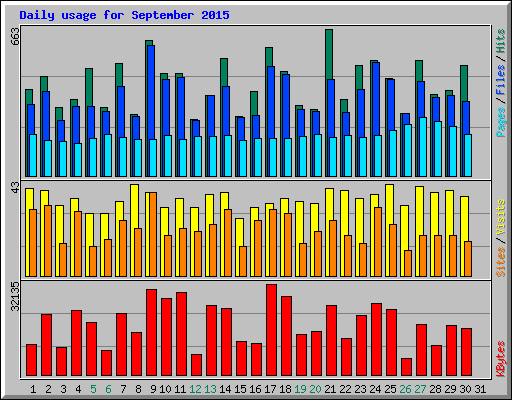 Daily usage for September 2015
663
Pages / Files / Hits
43
Sites / Visits
32135
KBytes
1 2 3 4 5 6 7 8 9 10 11 12 13 14 15 16 17 18 19 20 21 22 23 24 25 26 27 28 29 30 31